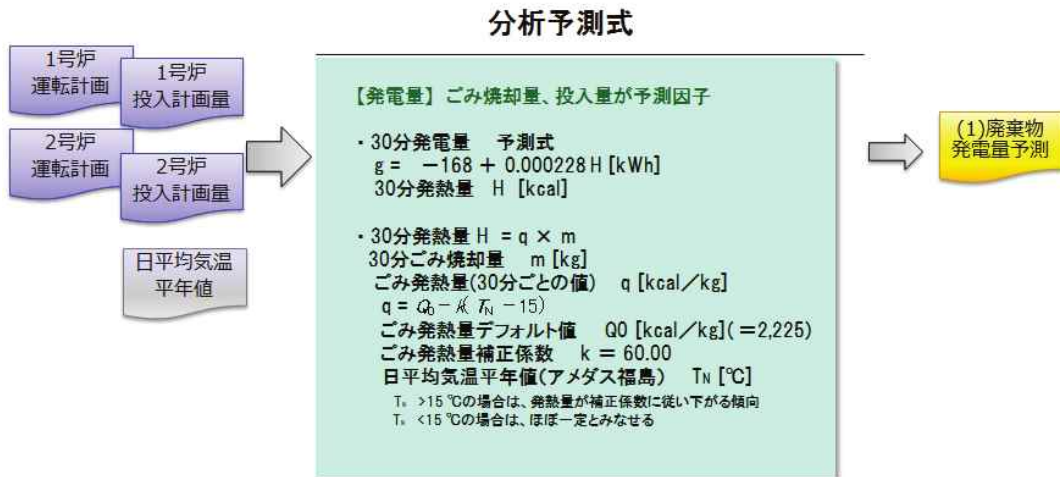 分析予測式
1号炉
運転計画
1号炉
投入計画量
2号炉
運転計画
2号炉
投入計画量
日平均気温
平年値
【発電量】ごみ焼却量、投入量が予測因子
・30分発電量　予測式
g = －168 + 0.000228 H [kWh]
30分発熱量 H [kcal]
・30分発熱量 H = q × m
30分ごみ焼却量　m [kg]
ごみ発熱量(30分ごとの値)　q [kcal／kg]
q = Q₀ − k( T_N − 15)
ごみ発熱量デフォルト値　Q0 [kcal／kg](＝2,225)
ごみ発熱量補正係数　k ＝ 60.00
日平均気温平年値(アメダス福島)　TN [℃]
TN >15 ℃の場合は、発熱量が補正係数に従い下がる傾向
TN <15 ℃の場合は、ほぼ一定とみなせる
(1)廃棄物
発電量予測